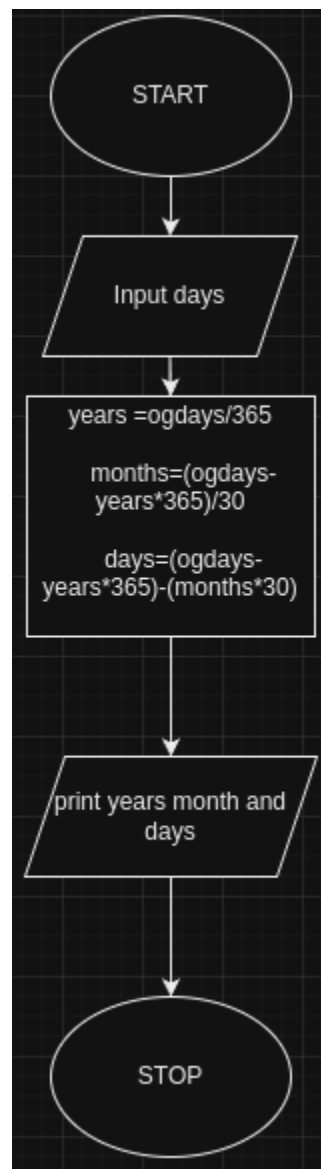 START
Input days
years =ogdays/365
months=(ogdays-
years*365)/30
days=(ogdays-
years*365)-(months*30)
print years month and
days
STOP